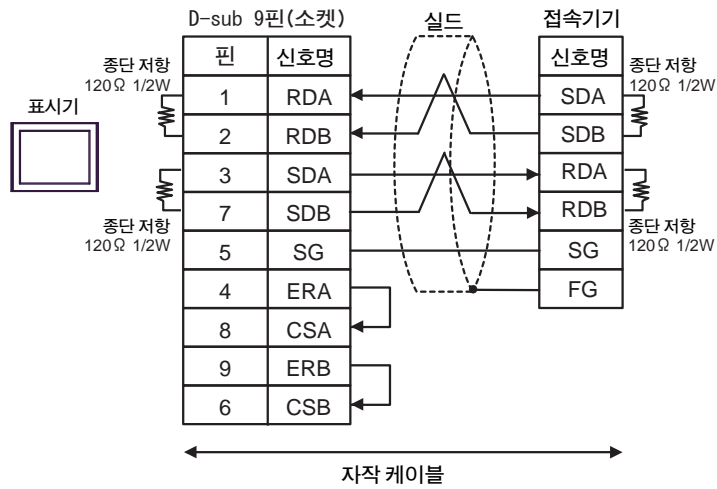 D-sub 9핀(소켓)
실드
접속기기
핀 신호명
신호명
종단 저항
120Ω 1/2W
종단 저항
120Ω 1/2W
표시기
1 RDA
SDA
2 RDB
SDB
3 SDA
RDA
7 SDB
RDB
종단 저항
120Ω 1/2W
종단 저항
120Ω 1/2W
5 SG
SG
4 ERA
FG
8 CSA
9 ERB
6 CSB
자작 케이블